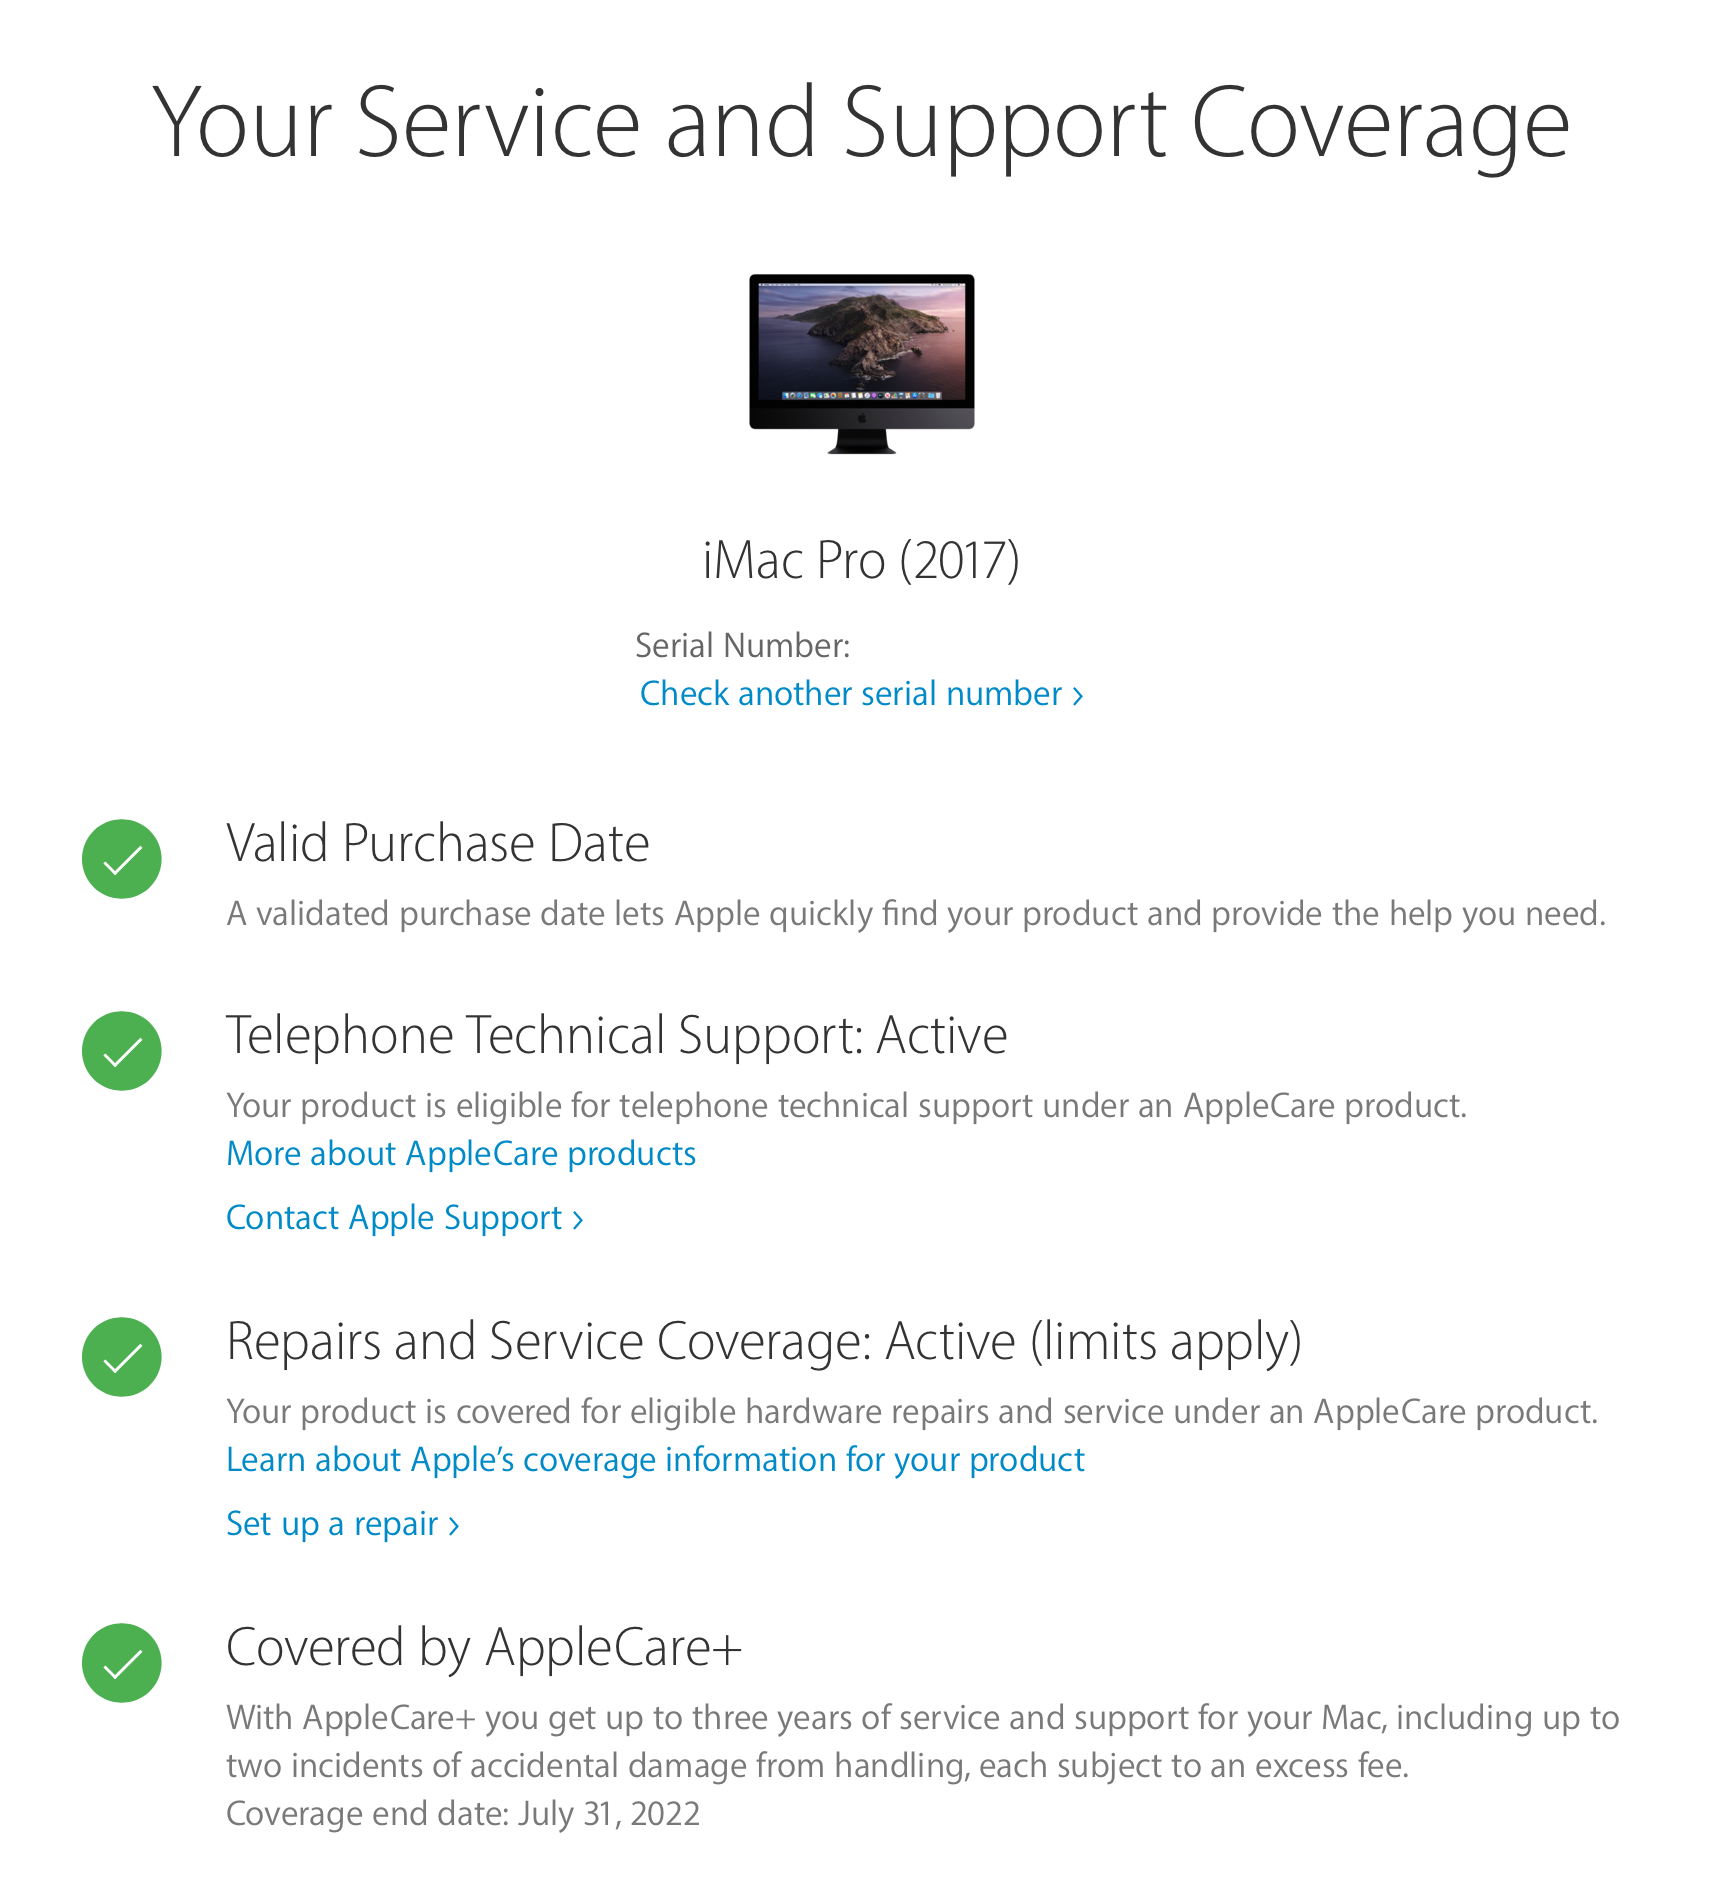 Your Service and Support Coverage
iMac Pro (2017)
Serial Number:
Check another serial number ›
Valid Purchase Date
A validated purchase date lets Apple quickly find your product and provide the help you need.
Telephone Technical Support: Active
Your product is eligible for telephone technical support under an AppleCare product.
More about AppleCare products
Contact Apple Support ›
Repairs and Service Coverage: Active (limits apply)
Your product is covered for eligible hardware repairs and service under an AppleCare product.
Learn about Apple’s coverage information for your product
Set up a repair ›
Covered by AppleCare+
With AppleCare+ you get up to three years of service and support for your Mac, including up to
two incidents of accidental damage from handling, each subject to an excess fee.
Coverage end date: July 31, 2022